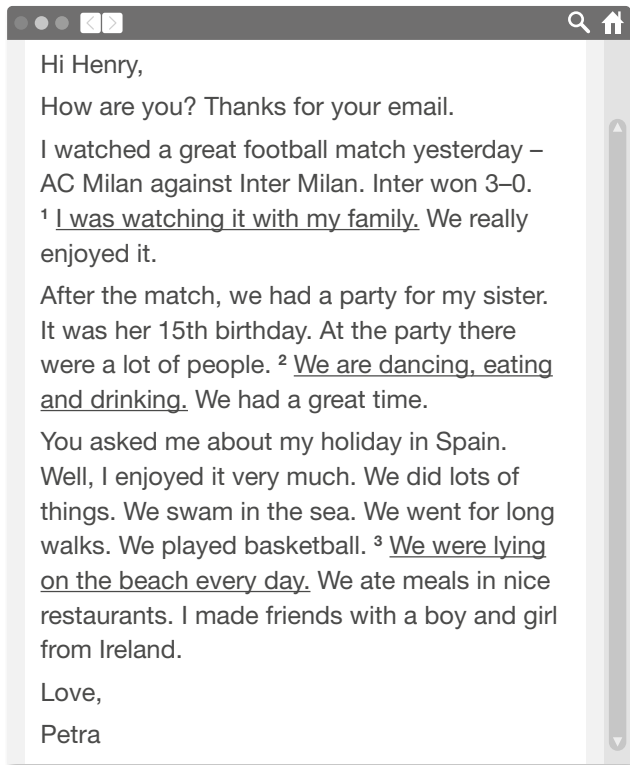 Hi Henry,
How are you? Thanks for your email.
I watched a great football match yesterday –
AC Milan against Inter Milan. Inter won 3–0.
¹ I was watching it with my family. We really
enjoyed it.
After the match, we had a party for my sister.
It was her 15th birthday. At the party there
were a lot of people. ² We are dancing, eating
and drinking. We had a great time.
You asked me about my holiday in Spain.
Well, I enjoyed it very much. We did lots of
things. We swam in the sea. We went for long
walks. We played basketball. ³ We were lying
on the beach every day. We ate meals in nice
restaurants. I made friends with a boy and girl
from Ireland.
Love,
Petra